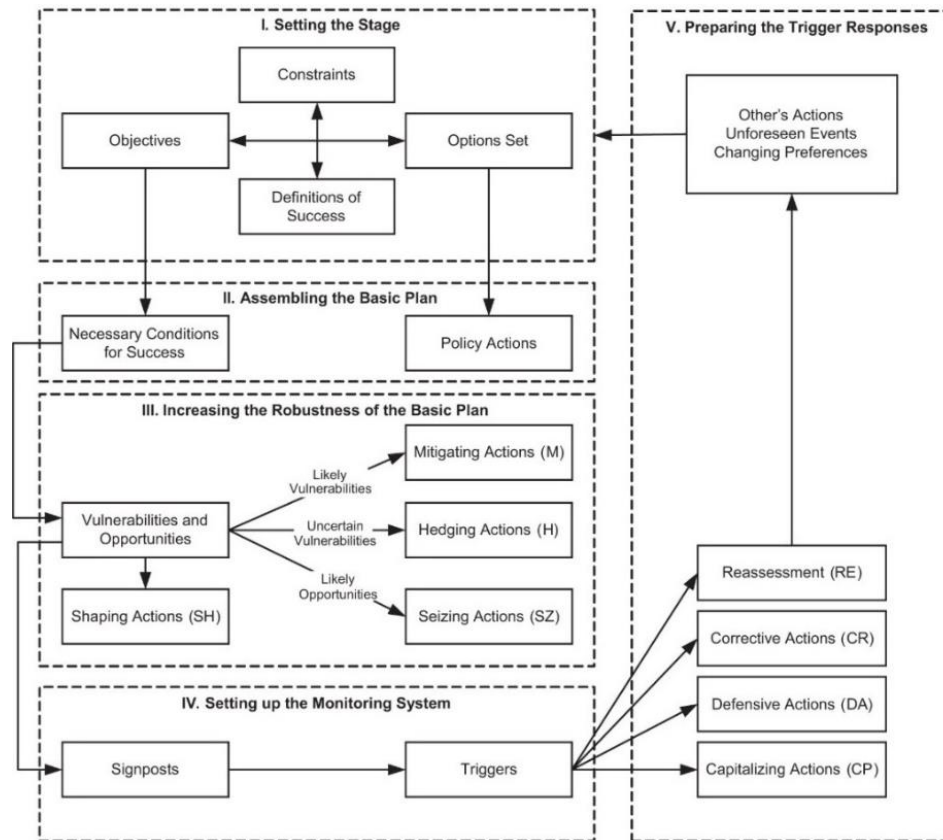 I. Setting the Stage
Constraints
Objectives
Options Set
Definitions of
Success
II. Assembling the Basic Plan
Necessary Conditions
for Success
Policy Actions
III. Increasing the Robustness of the Basic Plan
Mitigating Actions (M)
Likely
Vulnerabilities
Vulnerabilities and
Opportunities
Uncertain
Vulnerabilities
Hedging Actions (H)
Likely
Opportunities
Shaping Actions (SH)
Seizing Actions (SZ)
IV. Setting up the Monitoring System
Signposts
Triggers
V. Preparing the Trigger Responses
Other's Actions
Unforeseen Events
Changing Preferences
Reassessment (RE)
Corrective Actions (CR)
Defensive Actions (DA)
Capitalizing Actions (CP)